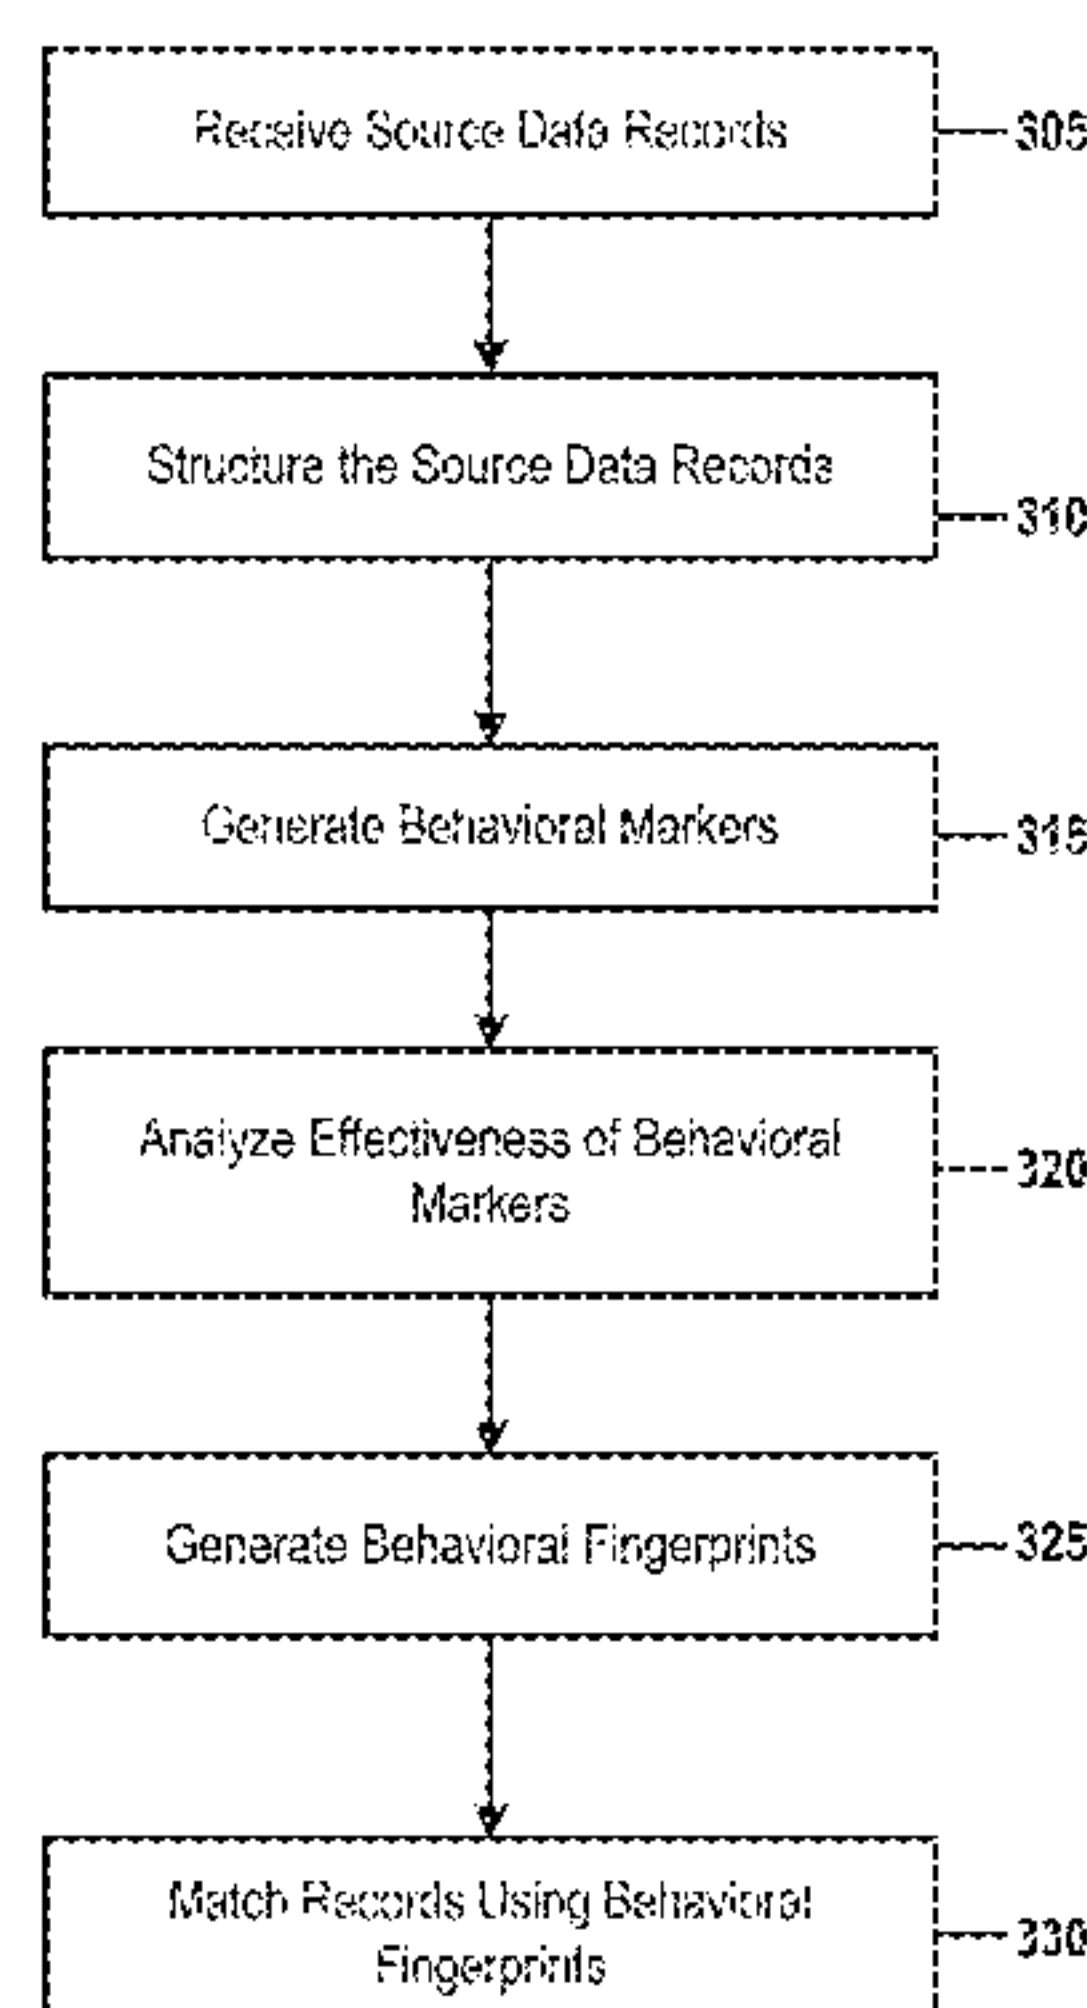 Receive Source Data Records
305
Structure the Source Data Records
310
Generate Behavioral Markers
315
Analyze Effectiveness of Behavioral
Markers
320
Generate Behavioral Fingerprints
325
Match Records Using Behavioral
Fingerprints
330